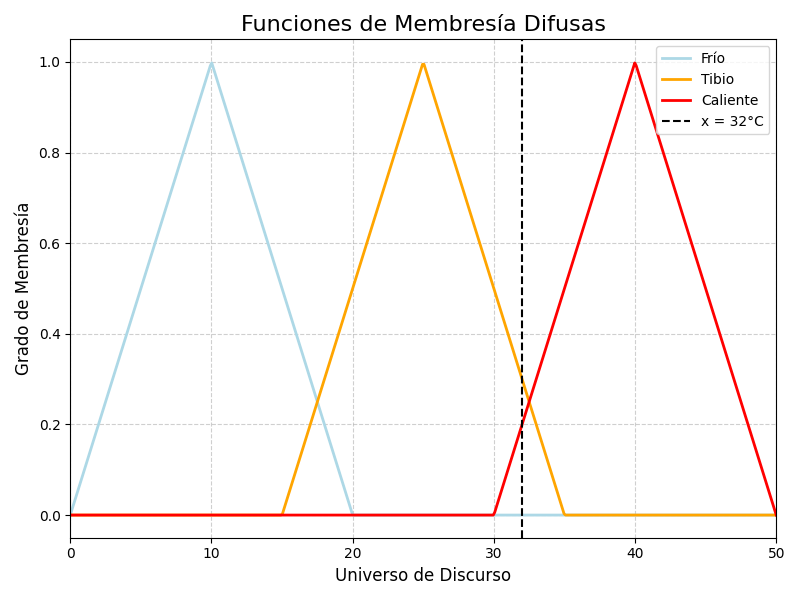 Funciones de Membresía Difusas
Frío
Tibio
Caliente
x = 32°C
Grado de Membresía
1.0
0.8
0.6
0.4
0.2
0.0
0 10 20 30 40 50
Universo de Discurso